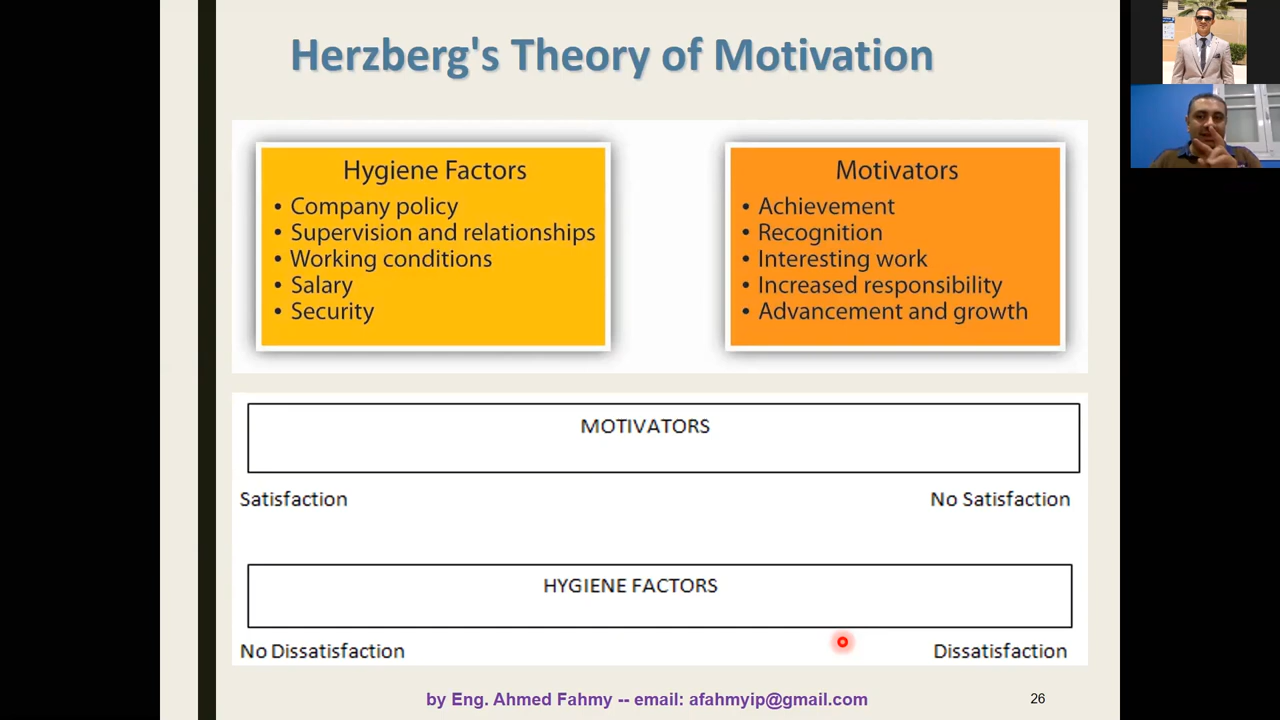 Herzberg's Theory of Motivation
Hygiene Factors
• Company policy
• Supervision and relationships
• Working conditions
• Salary
• Security
Motivators
• Achievement
• Recognition
• Interesting work
• Increased responsibility
• Advancement and growth
MOTIVATORS
Satisfaction
No Satisfaction
HYGIENE FACTORS
No Dissatisfaction
Dissatisfaction
by Eng. Ahmed Fahmy -- email: afahmyip@gmail.com
26